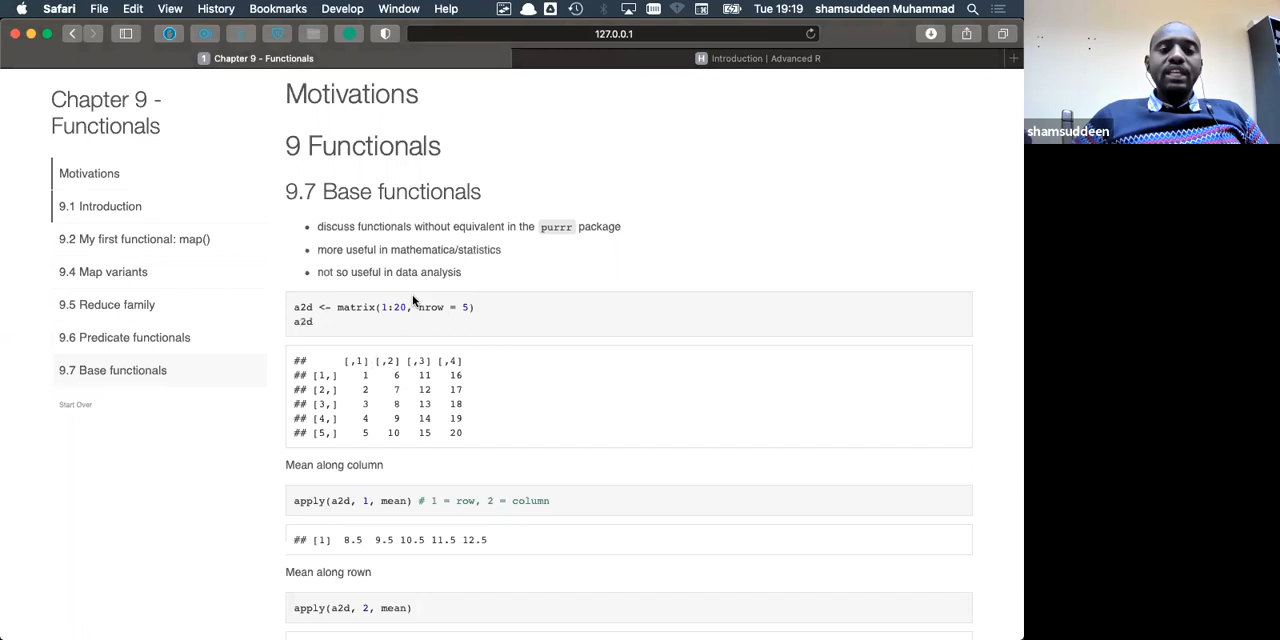 Safari File Edit View History Bookmarks Develop Window Help Tue 19:19 shamsuddeen Muhammad
127.0.0.1
1 Chapter 9 - Functionals
H Introduction | Advanced R
Chapter 9 -
Functionals
Motivations
9.1 Introduction
9.2 My first functional: map()
9.4 Map variants
9.5 Reduce family
9.6 Predicate functionals
9.7 Base functionals
Start Over
Motivations
9 Functionals
9.7 Base functionals
• discuss functionals without equivalent in the purrr package
• more useful in mathematica/statistics
• not so useful in data analysis
a2d <- matrix(1:20, nrow = 5)
a2d
## [,1] [,2] [,3] [,4]
## [1,] 1 6 11 16
## [2,] 2 7 12 17
## [3,] 3 8 13 18
## [4,] 4 9 14 19
## [5,] 5 10 15 20
Mean along column
apply(a2d, 1, mean) # 1 = row, 2 = column
## [1] 8.5 9.5 10.5 11.5 12.5
Mean along rown
apply(a2d, 2, mean)
shamsuddeen